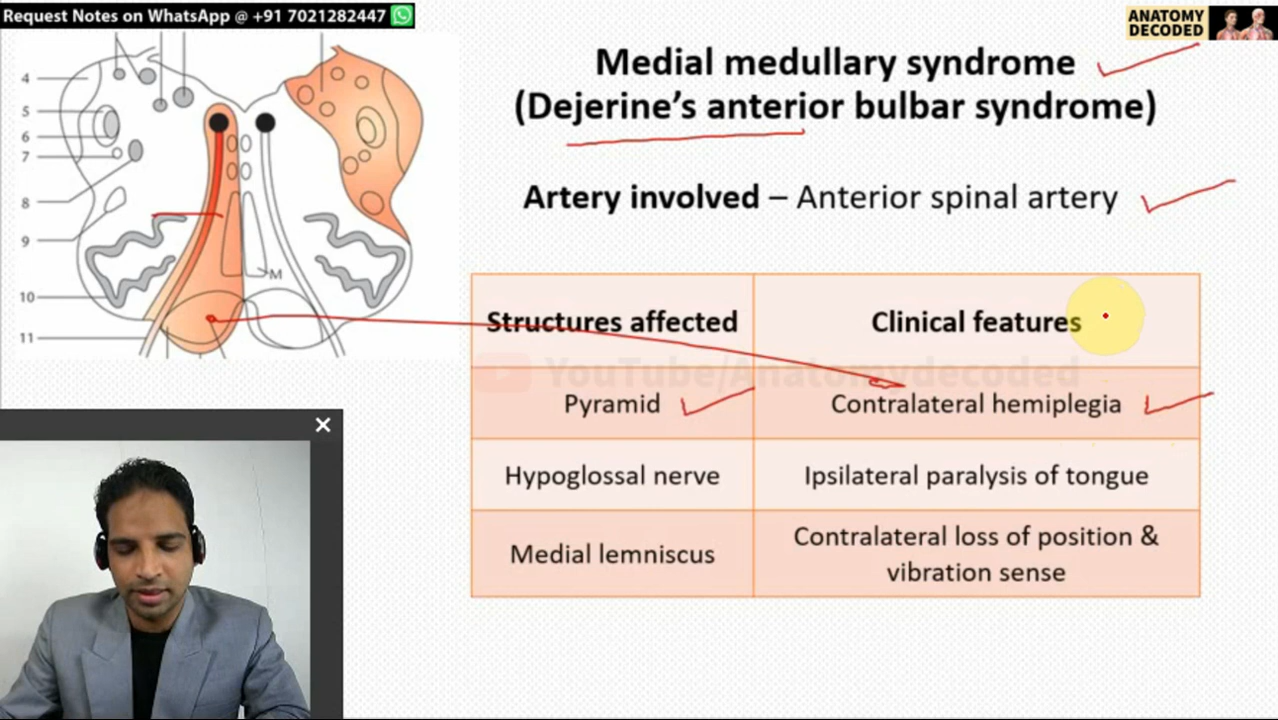 Request Notes on WhatsApp @ +91 7021282447
ANATOMY
DECODED
Medial medullary syndrome
(Dejerine's anterior bulbar syndrome)
Artery involved – Anterior spinal artery
4
5
6
7
8
9
10
11
M
Structures affected
Clinical features
YouTube/Anatomydecoded
Pyramid
Contralateral hemiplegia
Hypoglossal nerve
Ipsilateral paralysis of tongue
Medial lemniscus
Contralateral loss of position &
vibration sense